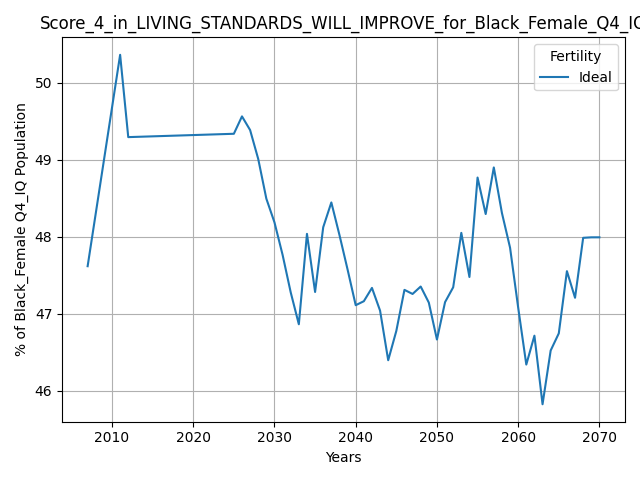 Score_4_in_LIVING_STANDARDS_WILL_IMPROVE_for_Black_Female_Q4_IQ
Fertility
Ideal
% of Black_Female Q4_IQ Population
50
49
48
47
46
2010 2020 2030 2040 2050 2060 2070
Years